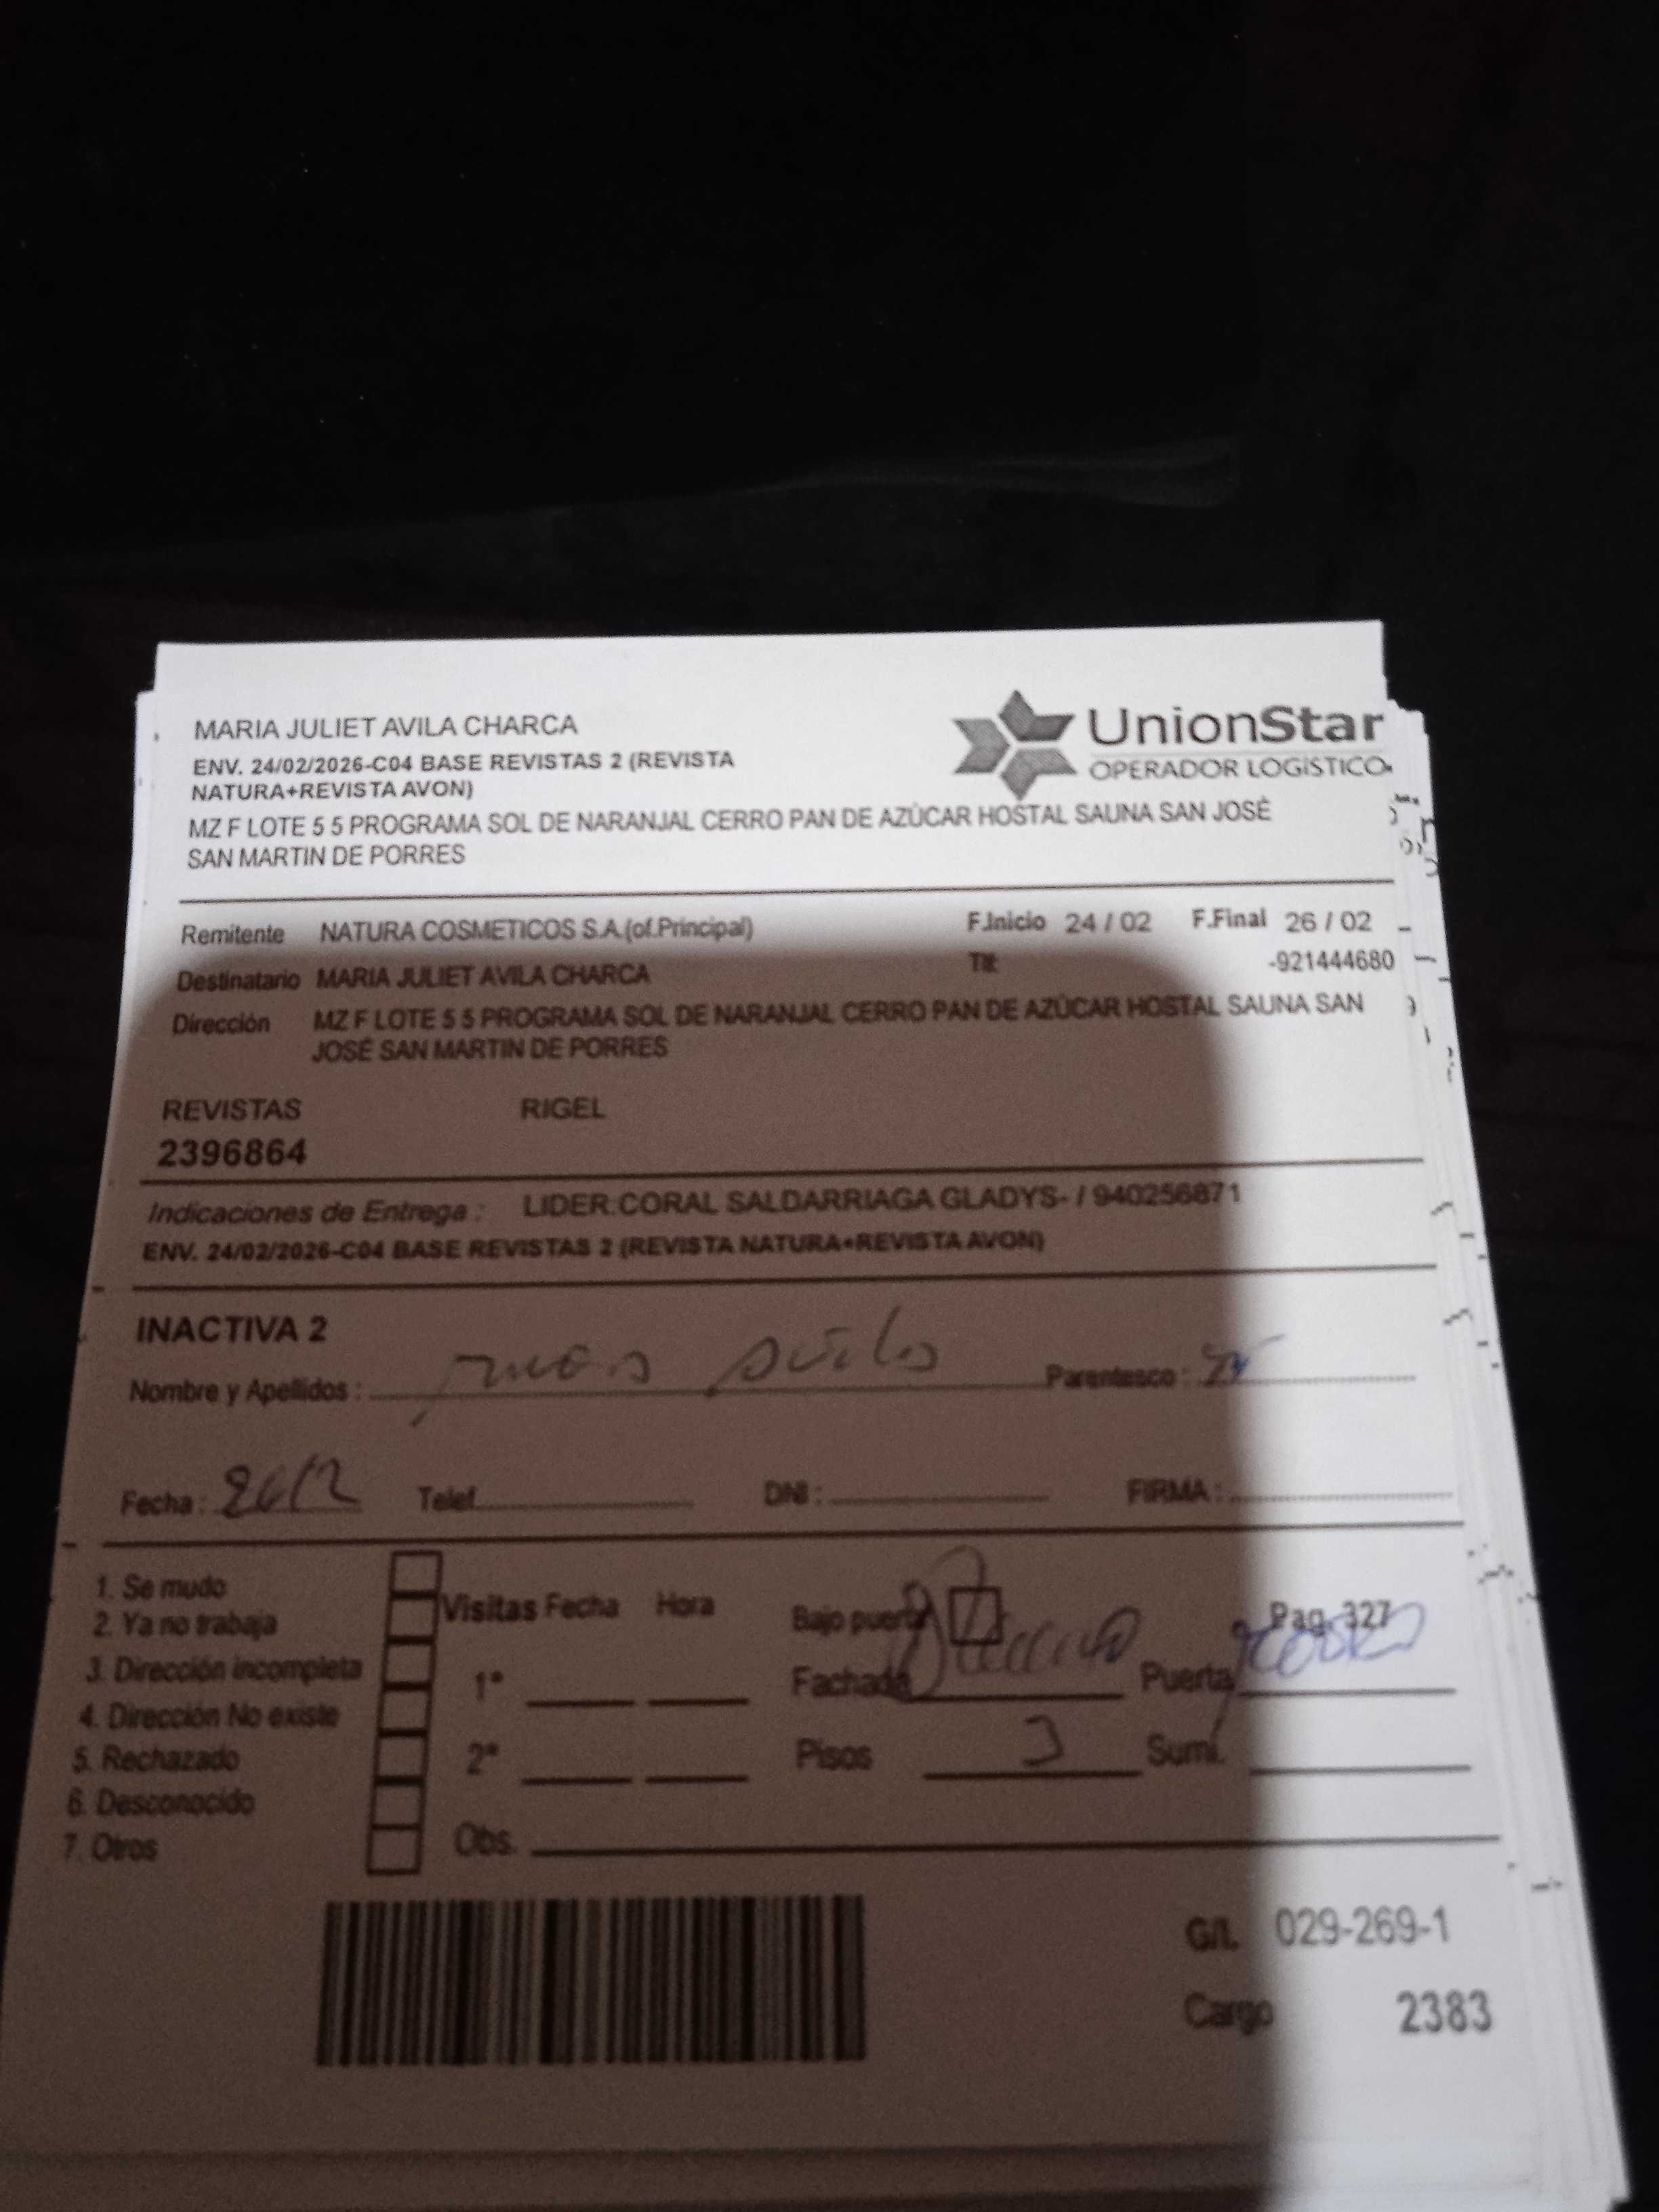 MARIA JULIET AVILA CHARCA
ENV. 24/02/2026-C04 BASE REVISTAS 2 (REVISTA
NATURA+REVISTA AVON)
MZ F LOTE 5 5 PROGRAMA SOL DE NARANJAL CERRO PAN DE AZÚCAR HOSTAL SAUNA SAN JOSÉ
SAN MARTIN DE PORRES
UnionStar
OPERADOR LOGÍSTICO
Remitente NATURA COSMETICOS S.A.(of.Principal) F.Inicio 24 / 02 F.Final 26 / 02
Destinatario MARIA JULIET AVILA CHARCA Tlf: -921444680
Dirección MZ F LOTE 5 5 PROGRAMA SOL DE NARANJAL CERRO PAN DE AZÚCAR HOSTAL SAUNA SAN
JOSÉ SAN MARTIN DE PORRES
REVISTAS RIGEL
2396864
Indicaciones de Entrega : LIDER:CORAL SALDARRIAGA GLADYS- / 940256871
ENV. 24/02/2026-C04 BASE REVISTAS 2 (REVISTA NATURA+REVISTA AVON)
INACTIVA 2
Nombre y Apellidos : Parentesco :
Fecha : 26/2 Telef. DNI : FIRMA :
1. Se mudo
2. Ya no trabaja
3. Dirección incompleta
4. Dirección No existe
5. Rechazado
6. Desconocido
7. Otros
Visitas Fecha Hora
1ª
2ª
Obs.
Bajo puerta Pag. 327
Fachada Puerta
Pisos 3 Sumi.
G/L 029-269-1
Cargo 2383